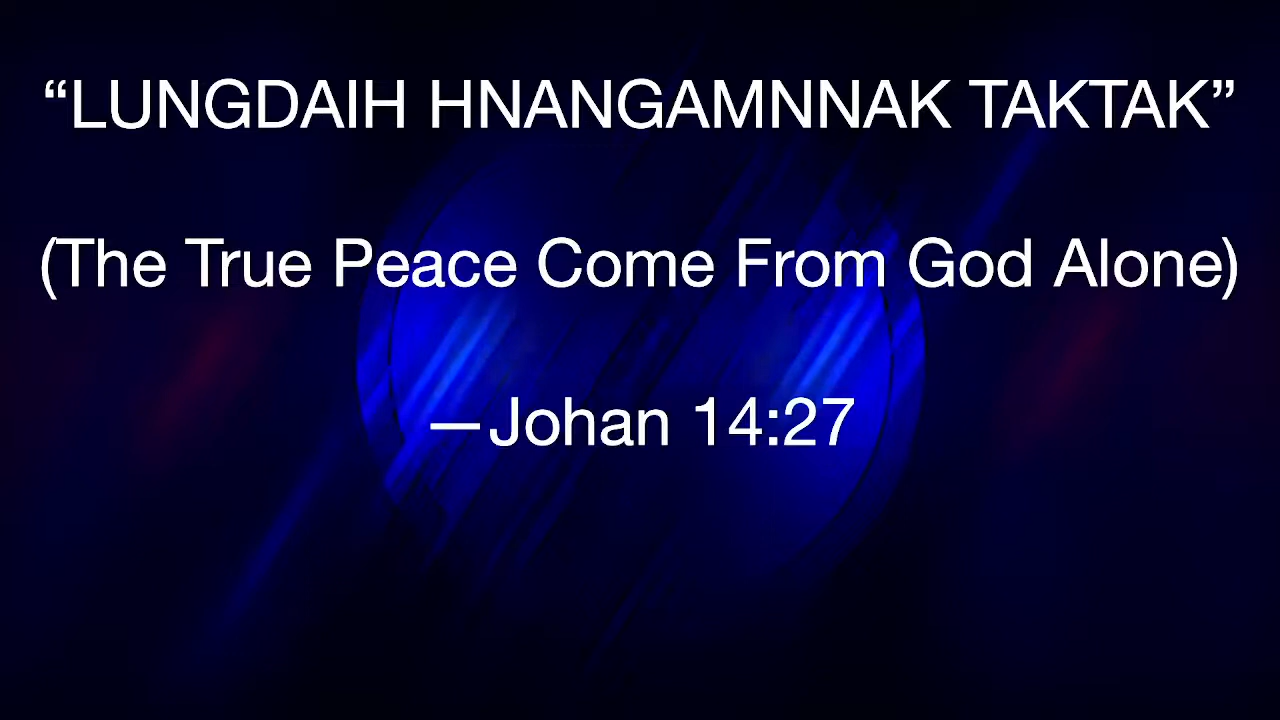 “LUNGDAIH HNANGAMNNAK TAKTAK”
(The True Peace Come From God Alone)
—Johan 14:27